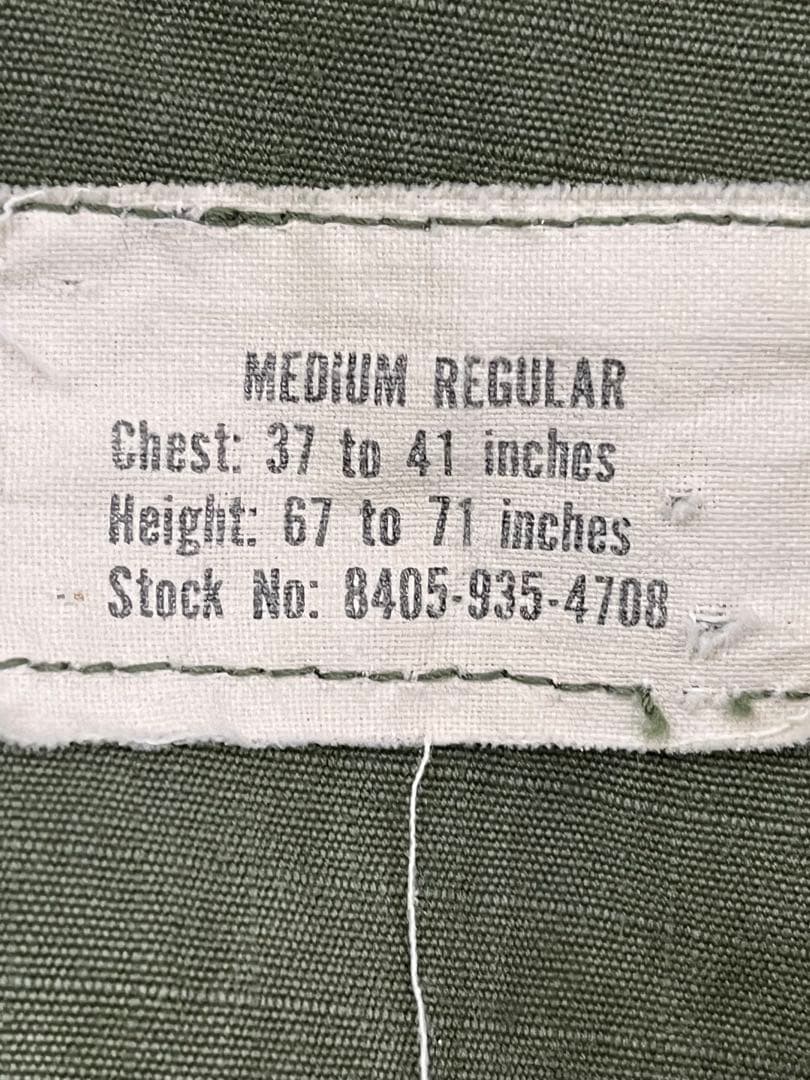 MEDIUM REGULAR
Chest: 37 to 41 inches
Height: 67 to 71 inches
Stock No: 8405-935-4708